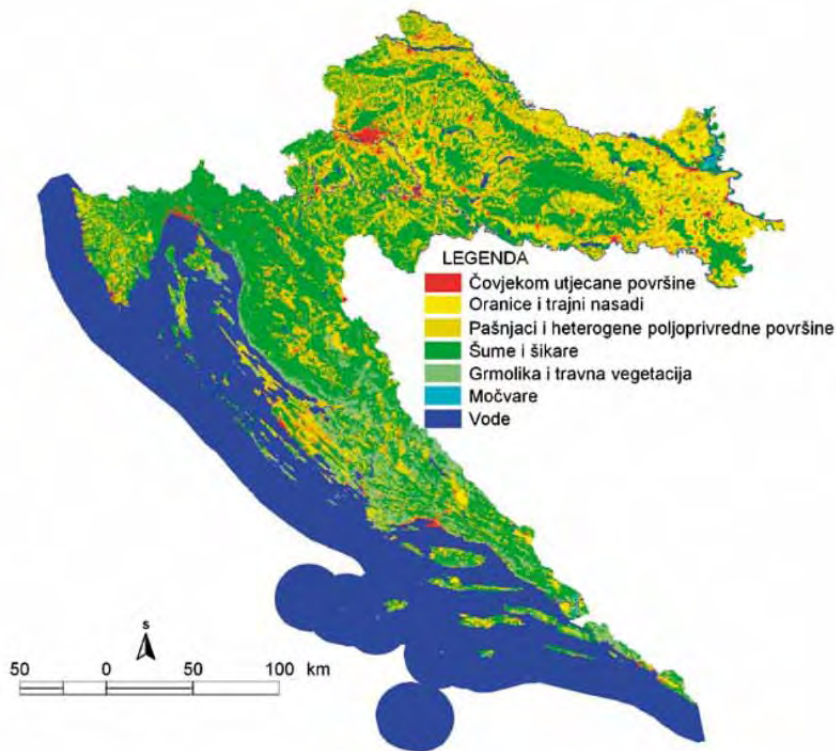 LEGENDA
Čovjekom utjecane površine
Oranice i trajni nasadi
Pašnjaci i heterogene poljoprivredne površine
Šume i šikare
Grmolika i travna vegetacija
Močvare
Vode
s
50 0 50 100 km